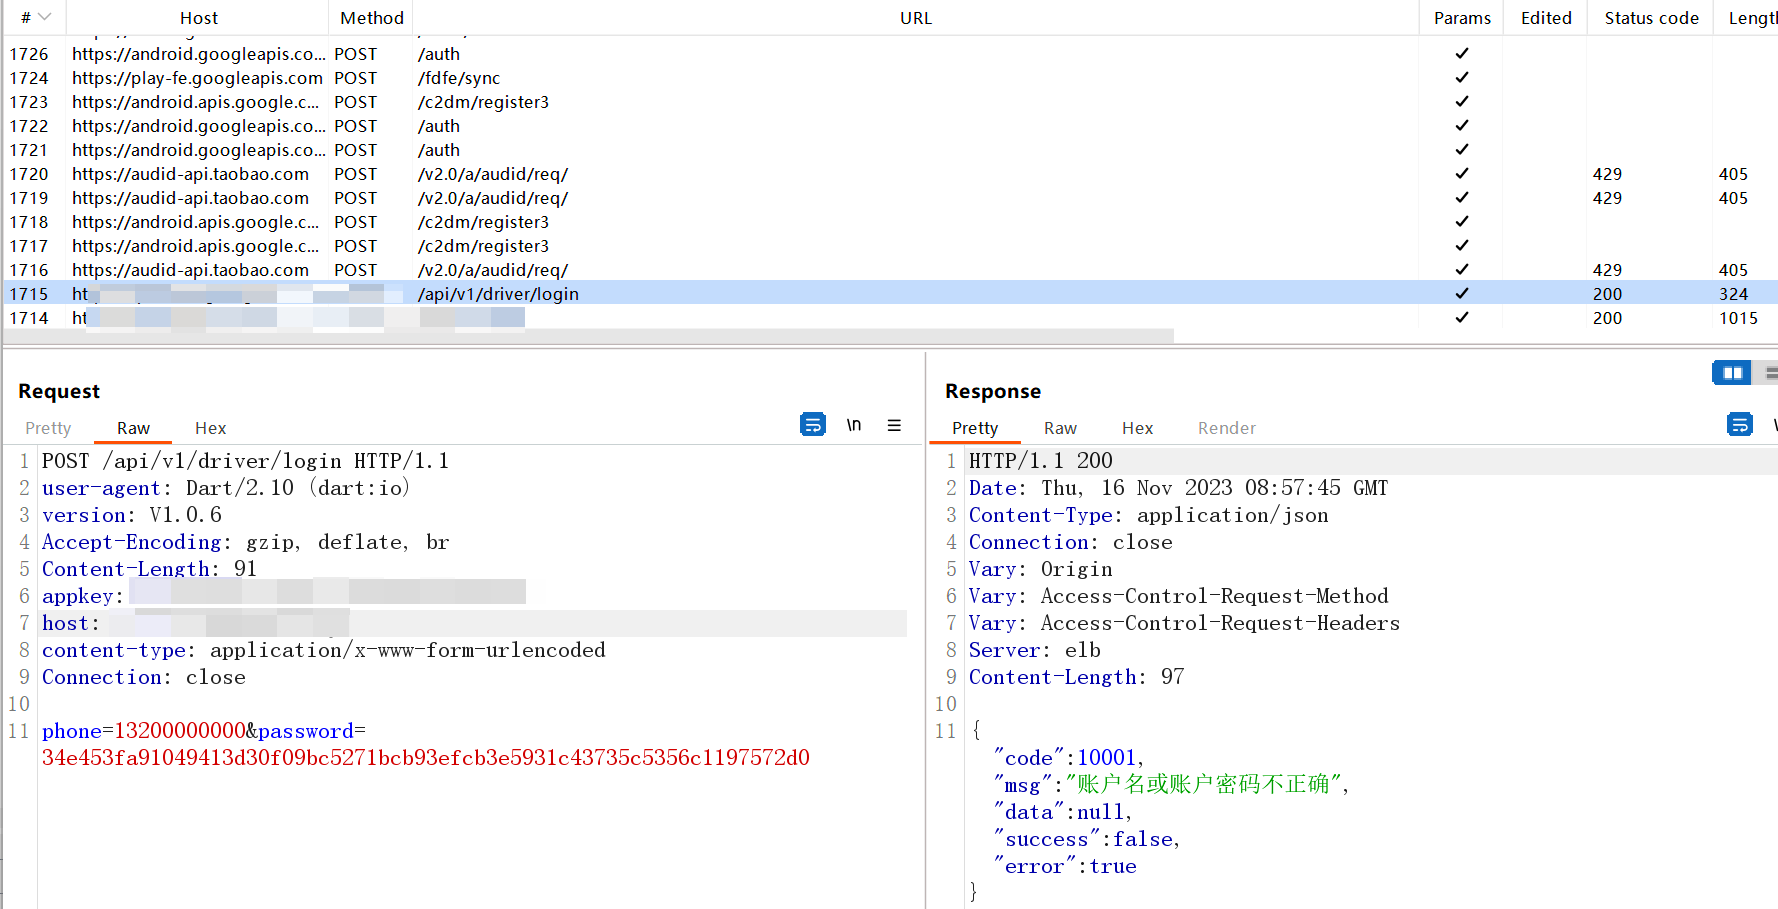 # Host Method URL Params Edited Status code Length
1726 https://android.googleapis.co... POST /auth
1724 https://play-fe.googleapis.com POST /fdfe/sync
1723 https://android.apis.google.c... POST /c2dm/register3
1722 https://android.googleapis.co... POST /auth
1721 https://android.googleapis.co... POST /auth
1720 https://audid-api.taobao.com POST /v2.0/a/audid/req/ 429 405
1719 https://audid-api.taobao.com POST /v2.0/a/audid/req/ 429 405
1718 https://android.apis.google.c... POST /c2dm/register3
1717 https://android.apis.google.c... POST /c2dm/register3
1716 https://audid-api.taobao.com POST /v2.0/a/audid/req/ 429 405
1715 ht /api/v1/driver/login 200 324
1714 ht 200 1015
Request
Pretty Raw Hex \n
1 POST /api/v1/driver/login HTTP/1.1
2 user-agent: Dart/2.10 (dart:io)
3 version: V1.0.6
4 Accept-Encoding: gzip, deflate, br
5 Content-Length: 91
6 appkey:
7 host:
8 content-type: application/x-www-form-urlencoded
9 Connection: close
10
11 phone=13200000000&password=
34e453fa91049413d30f09bc5271bcb93efcb3e5931c43735c5356c1197572d0
Response
Pretty Raw Hex Render
1 HTTP/1.1 200
2 Date: Thu, 16 Nov 2023 08:57:45 GMT
3 Content-Type: application/json
4 Connection: close
5 Vary: Origin
6 Vary: Access-Control-Request-Method
7 Vary: Access-Control-Request-Headers
8 Server: elb
9 Content-Length: 97
10
11 {
"code":10001,
"msg":"账户名或账户密码不正确",
"data":null,
"success":false,
"error":true
}